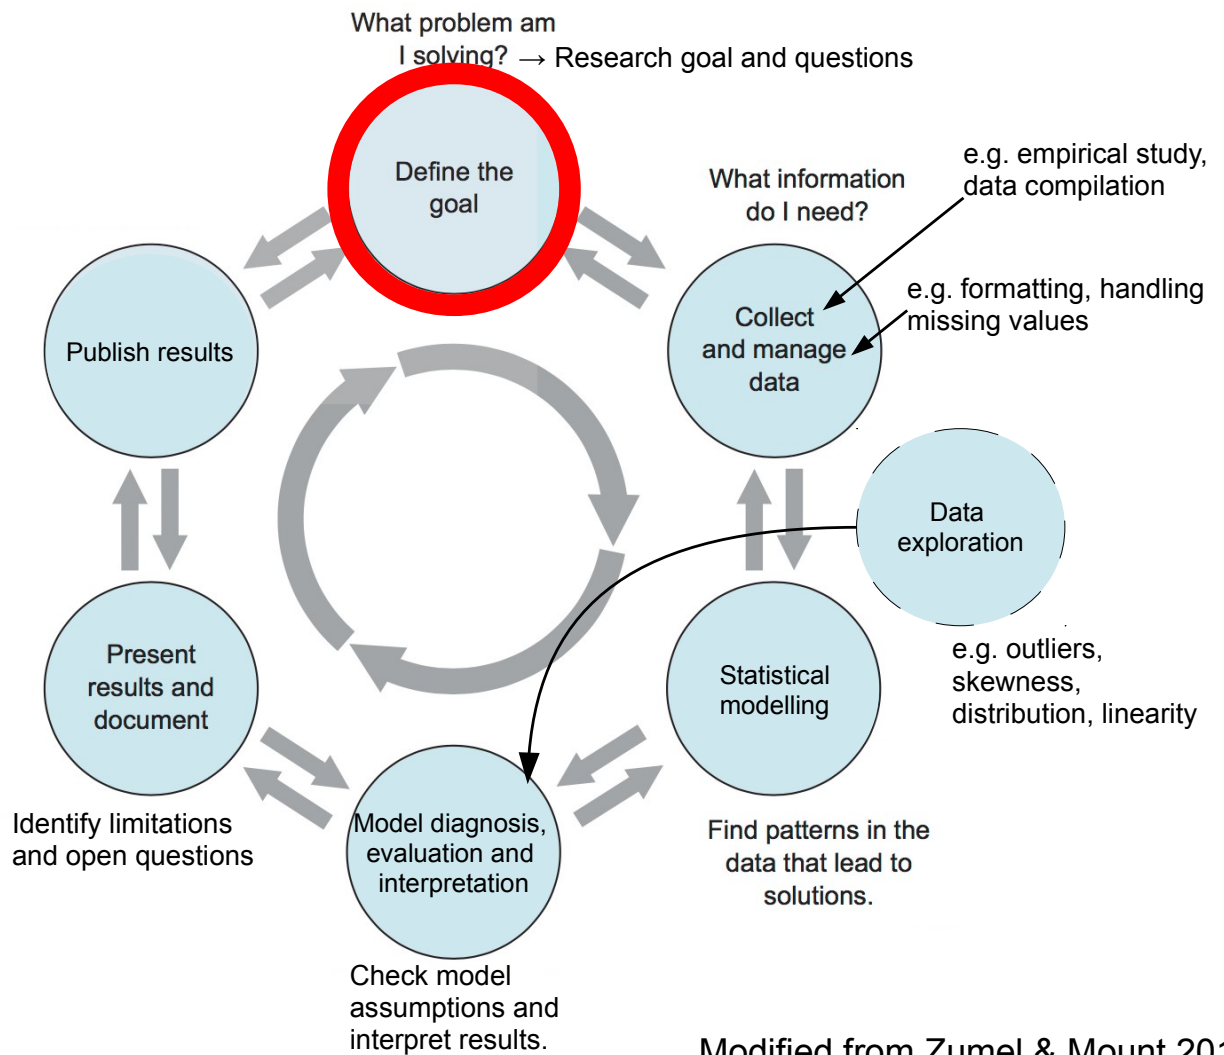 What problem am
I solving? → Research goal and questions
Define the
goal
e.g. empirical study,
data compilation
What information
do I need?
e.g. formatting, handling
missing values
Collect
and manage
data
Publish results
Data
exploration
e.g. outliers,
skewness,
distribution, linearity
Present
results and
document
Statistical
modelling
Identify limitations
and open questions
Model diagnosis,
evaluation and
interpretation
Find patterns in the
data that lead to
solutions.
Check model
assumptions and
interpret results.
Modified from Zumel & Mount